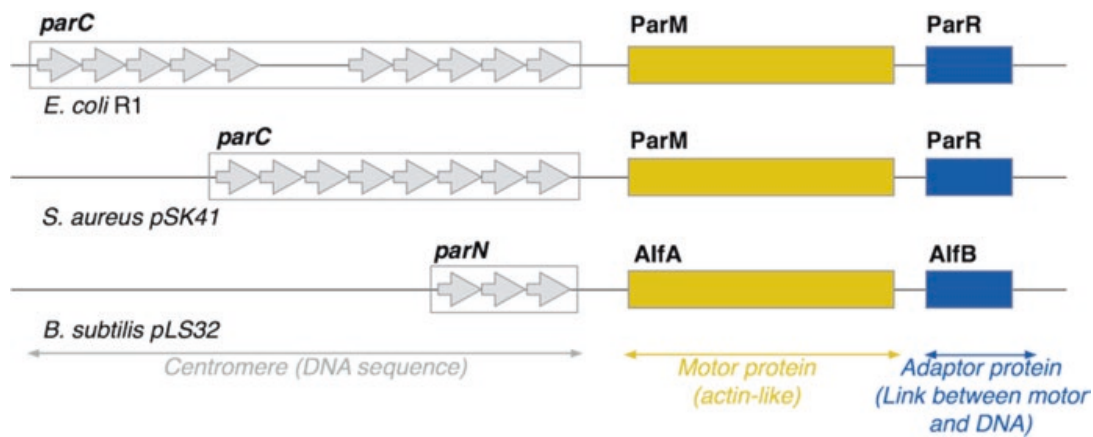 parC ParM ParR
E. coli R1
parC ParM ParR
S. aureus pSK41
parN AlfA AlfB
B. subtilis pLS32
Centromere (DNA sequence) Motor protein Adaptor protein
(actin-like) (Link between motor
and DNA)